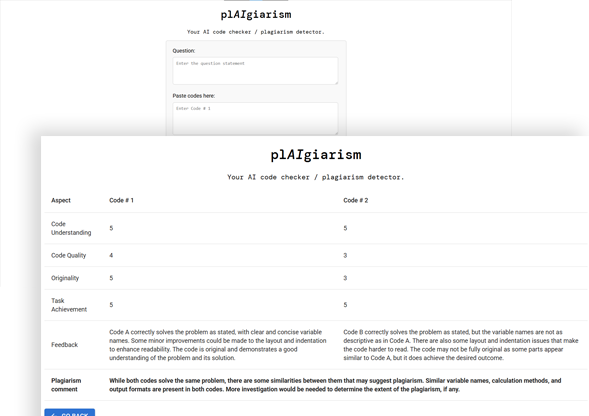 plAIgiarism
Your AI code checker / plagiarism detector.
Question:
Enter the question statement
Paste codes here:
Enter Code # 1
plAIgiarism
Your AI code checker / plagiarism detector.
Aspect Code # 1 Code # 2
Code
Understanding 5 5
Code Quality 4 3
Originality 5 3
Task
Achievement 5 5
Feedback
Code A correctly solves the problem as stated, with clear and concise variable
names. Some minor improvements could be made to the layout and indentation
to enhance readability. The code is original and demonstrates a good
understanding of the problem and its solution.
Code B correctly solves the problem as stated, but the variable names are not as
descriptive as in Code A. There are also some layout and indentation issues that make
the code harder to read. The code may not be fully original as some parts appear
similar to Code A, but it does achieve the desired outcome.
Plagiarism
comment
While both codes solve the same problem, there are some similarities between them that may suggest plagiarism. Similar variable names, calculation methods, and
output formats are present in both codes. More investigation would be needed to determine the extent of the plagiarism, if any.
GO BACK